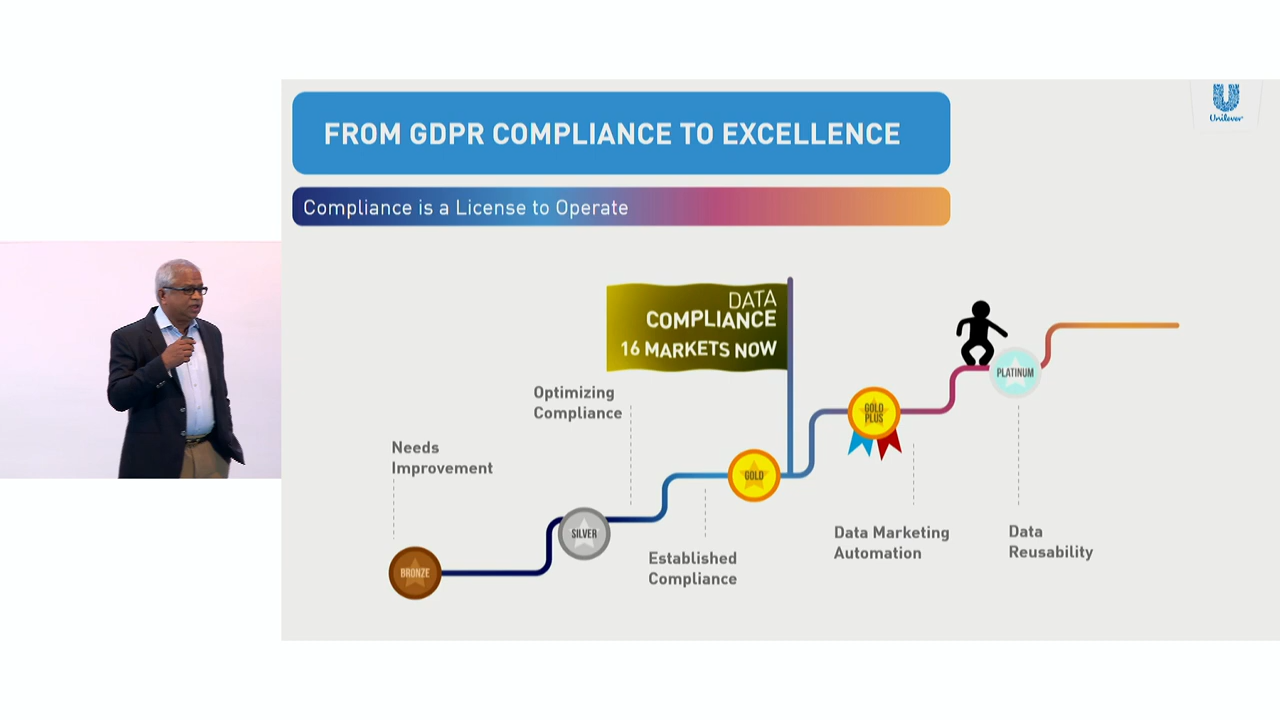 FROM GDPR COMPLIANCE TO EXCELLENCE
Unilever
Compliance is a License to Operate
DATA
COMPLIANCE
16 MARKETS NOW
Optimizing
Compliance
Needs
Improvement
PLATINUM
GOLD
PLUS
GOLD
SILVER
BRONZE
Established
Compliance
Data Marketing
Automation
Data
Reusability